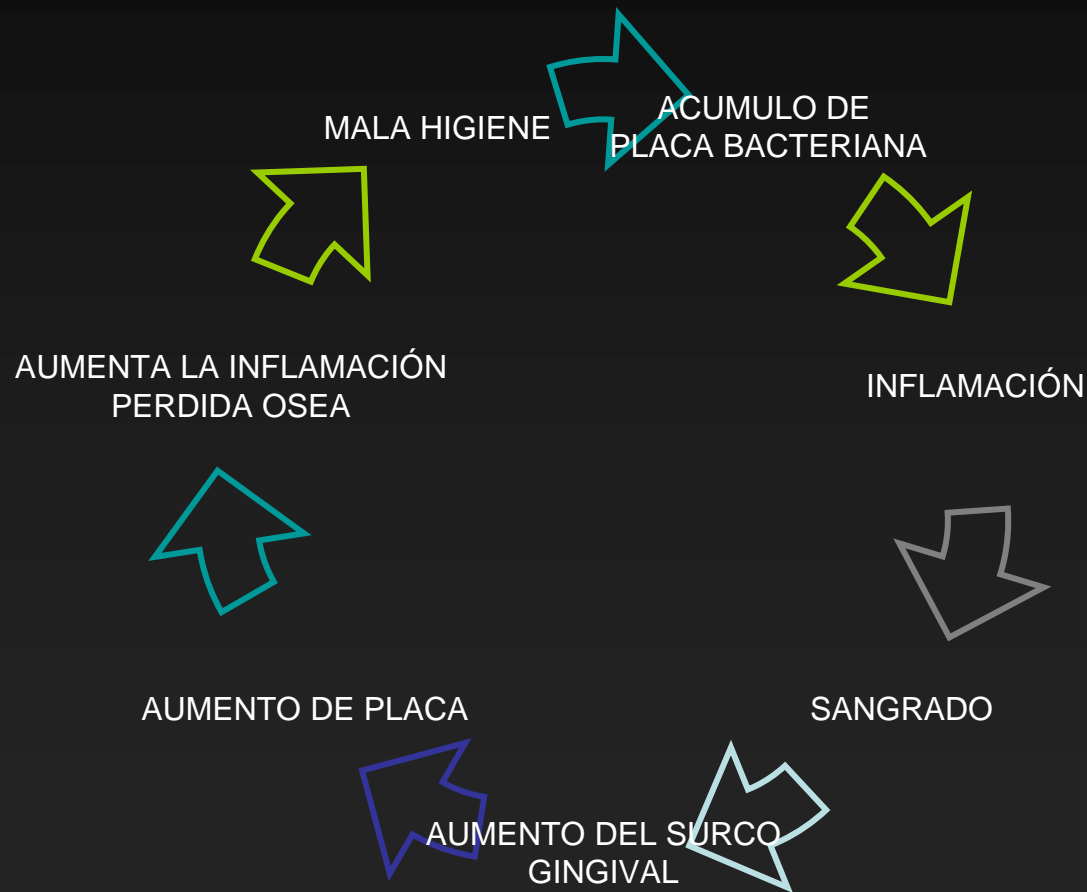 MALA HIGIENE
ACUMULO DE
PLACA BACTERIANA
INFLAMACIÓN
SANGRADO
AUMENTO DEL SURCO
GINGIVAL
AUMENTO DE PLACA
AUMENTA LA INFLAMACIÓN
PERDIDA OSEA